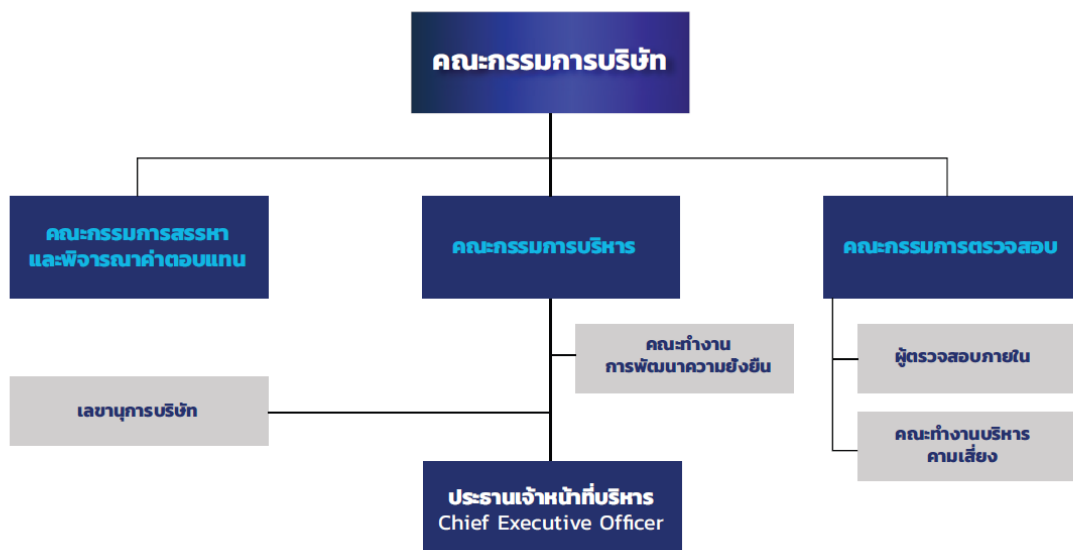 คณะกรรมการบริษัท
คณะกรรมการสรรหา
และพิจารณาค่าตอบแทน
คณะกรรมการบริหาร
คณะกรรมการตรวจสอบ
คณะทำงาน
การพัฒนาความยั่งยืน
ผู้ตรวจสอบภายใน
เลขานุการบริษัท
คณะทำงานบริหาร
คามเสี่ยง
ประธานเจ้าหน้าที่บริหาร
Chief Executive Officer